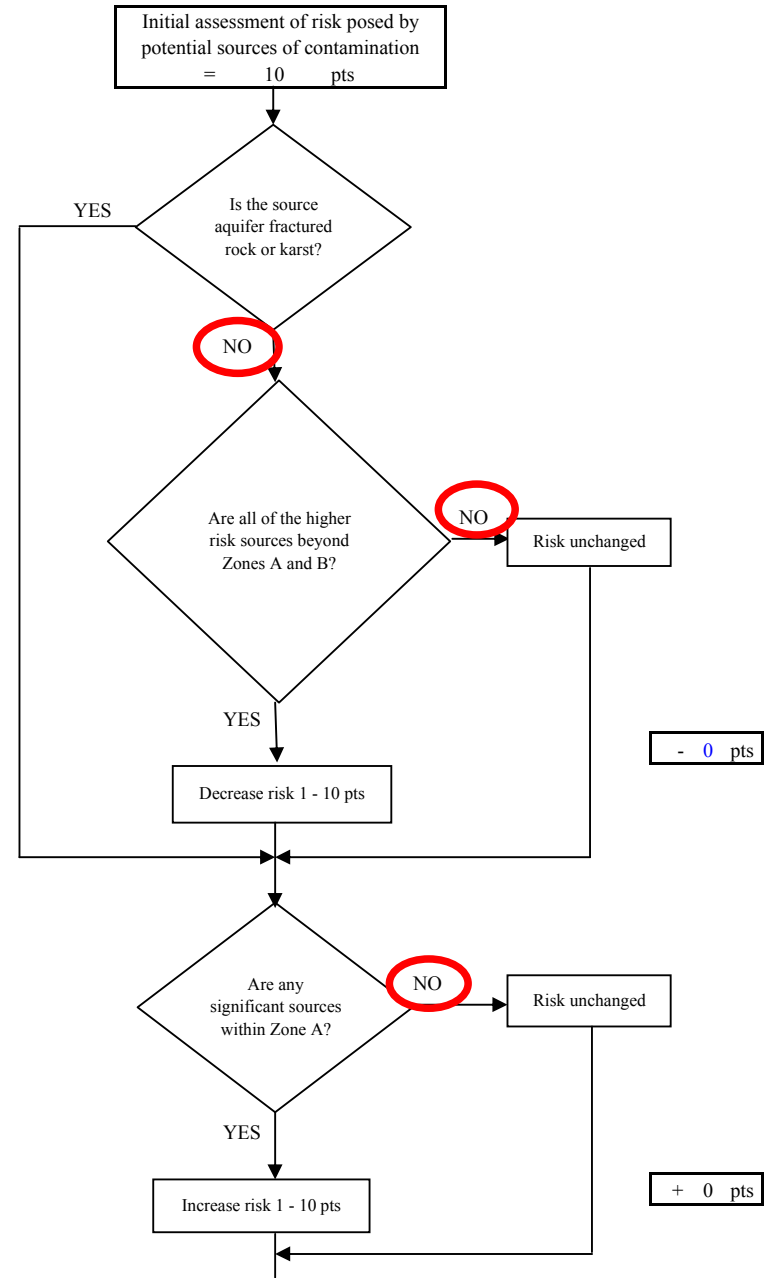 Initial assessment of risk posed by
potential sources of contamination
= 10 pts
YES
Is the source
aquifer fractured
rock or karst?
NO
Are all of the higher
risk sources beyond
Zones A and B?
NO
Risk unchanged
YES
- 0 pts
Decrease risk 1 - 10 pts
Are any
significant sources
within Zone A?
NO
Risk unchanged
YES
+ 0 pts
Increase risk 1 - 10 pts